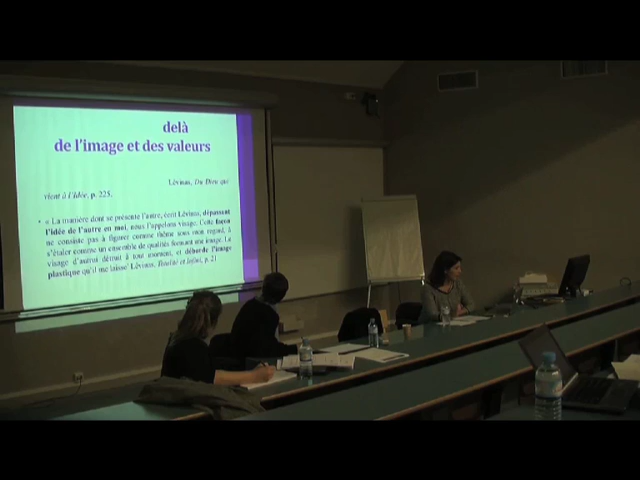 delà
de l’image et des valeurs
Lévinas, Du Dieu qui
vient à l’idée, p. 225.
• « La manière dont se présente l'autre, écrit Lévinas, dépassant
l'idée de l'autre en moi, nous l'appelons visage. Cette façon
ne consiste pas à figurer comme thème sous mon regard, à
s'étaler comme un ensemble de qualités formant une image. Le
visage d'autrui détruit à tout moment, et déborde l'image
plastique qu'il me laisse' Lévinas, Totalité et infini, p. 21